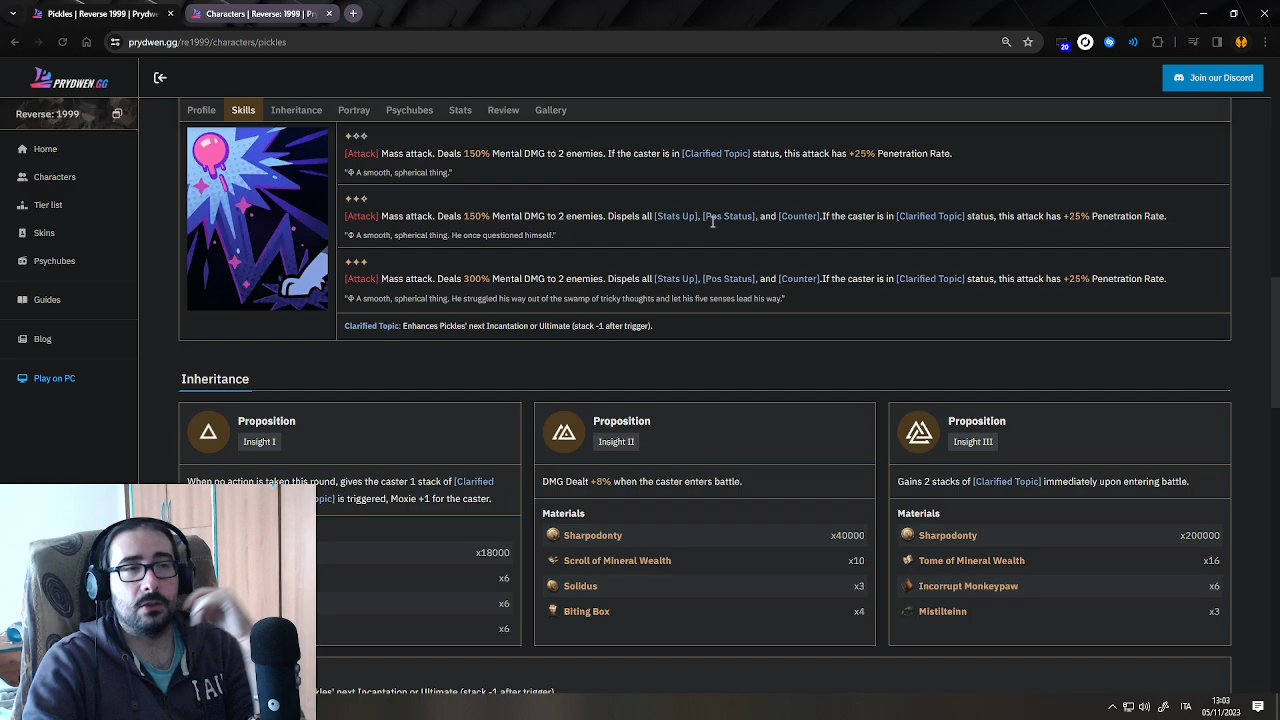 Pickles | Reverse 1999 | Prydw
Characters | Reverse: 1999 | P
prydwen.gg/re1999/characters/pickles
20
PRYDWEN.GG
Join our Discord
Reverse: 1999
Home
Characters
Tier list
Skins
Psychubes
Guides
Blog
Play on PC
Profile
Skills
Inheritance
Portray
Psychubes
Stats
Review
Gallery
[Attack] Mass attack. Deals 150% Mental DMG to 2 enemies. If the caster is in [Clarified Topic] status, this attack has +25% Penetration Rate.
"Φ A smooth, spherical thing."
[Attack] Mass attack. Deals 150% Mental DMG to 2 enemies. Dispels all [Stats Up], [Pos Status], and [Counter].If the caster is in [Clarified Topic] status, this attack has +25% Penetration Rate.
"Φ A smooth, spherical thing. He once questioned himself."
[Attack] Mass attack. Deals 300% Mental DMG to 2 enemies. Dispels all [Stats Up], [Pos Status], and [Counter].If the caster is in [Clarified Topic] status, this attack has +25% Penetration Rate.
"Φ A smooth, spherical thing. He struggled his way out of the swamp of tricky thoughts and let his five senses lead his way."
Clarified Topic: Enhances Pickles' next Incantation or Ultimate (stack -1 after trigger).
Inheritance
Proposition
Insight I
When no action is taken this round, gives the caster 1 stack of [Clarified
opic] is triggered, Moxie +1 for the caster.
x18000
x6
x6
x6
Proposition
Insight II
DMG Dealt +8% when the caster enters battle.
Materials
Sharpodonty x40000
Scroll of Mineral Wealth x10
Solidus x3
Biting Box x4
Proposition
Insight III
Gains 2 stacks of [Clarified Topic] immediately upon entering battle.
Materials
Sharpodonty x200000
Tome of Mineral Wealth x16
Incorrupt Monkeypaw x6
Mistilteinn x3
kles' next Incantation or Ultimate (stack -1 after trigger)
ITA
13:03
05/11/2023